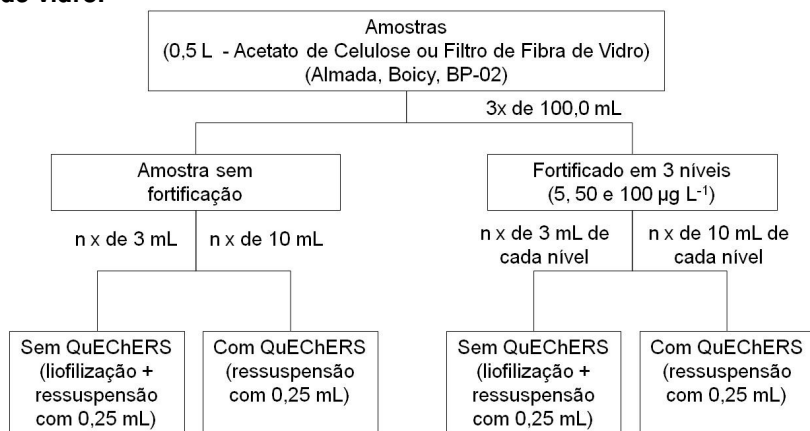 de vidro.
Amostras
(0,5 L - Acetato de Celulose ou Filtro de Fibra de Vidro)
(Almada, Boicy, BP-02)
3x de 100,0 mL
Amostra sem
fortificação
Fortificado em 3 níveis
(5, 50 e 100 µg L⁻¹)
n x de 3 mL
n x de 10 mL
n x de 3 mL de
cada nível
n x de 10 mL de
cada nível
Sem QuEChERS
(liofilização +
ressuspensão
com 0,25 mL)
Com QuEChERS
(ressuspensão
com 0,25 mL)
Sem QuEChERS
(liofilização +
ressuspensão
com 0,25 mL)
Com QuEChERS
(ressuspensão
com 0,25 mL)